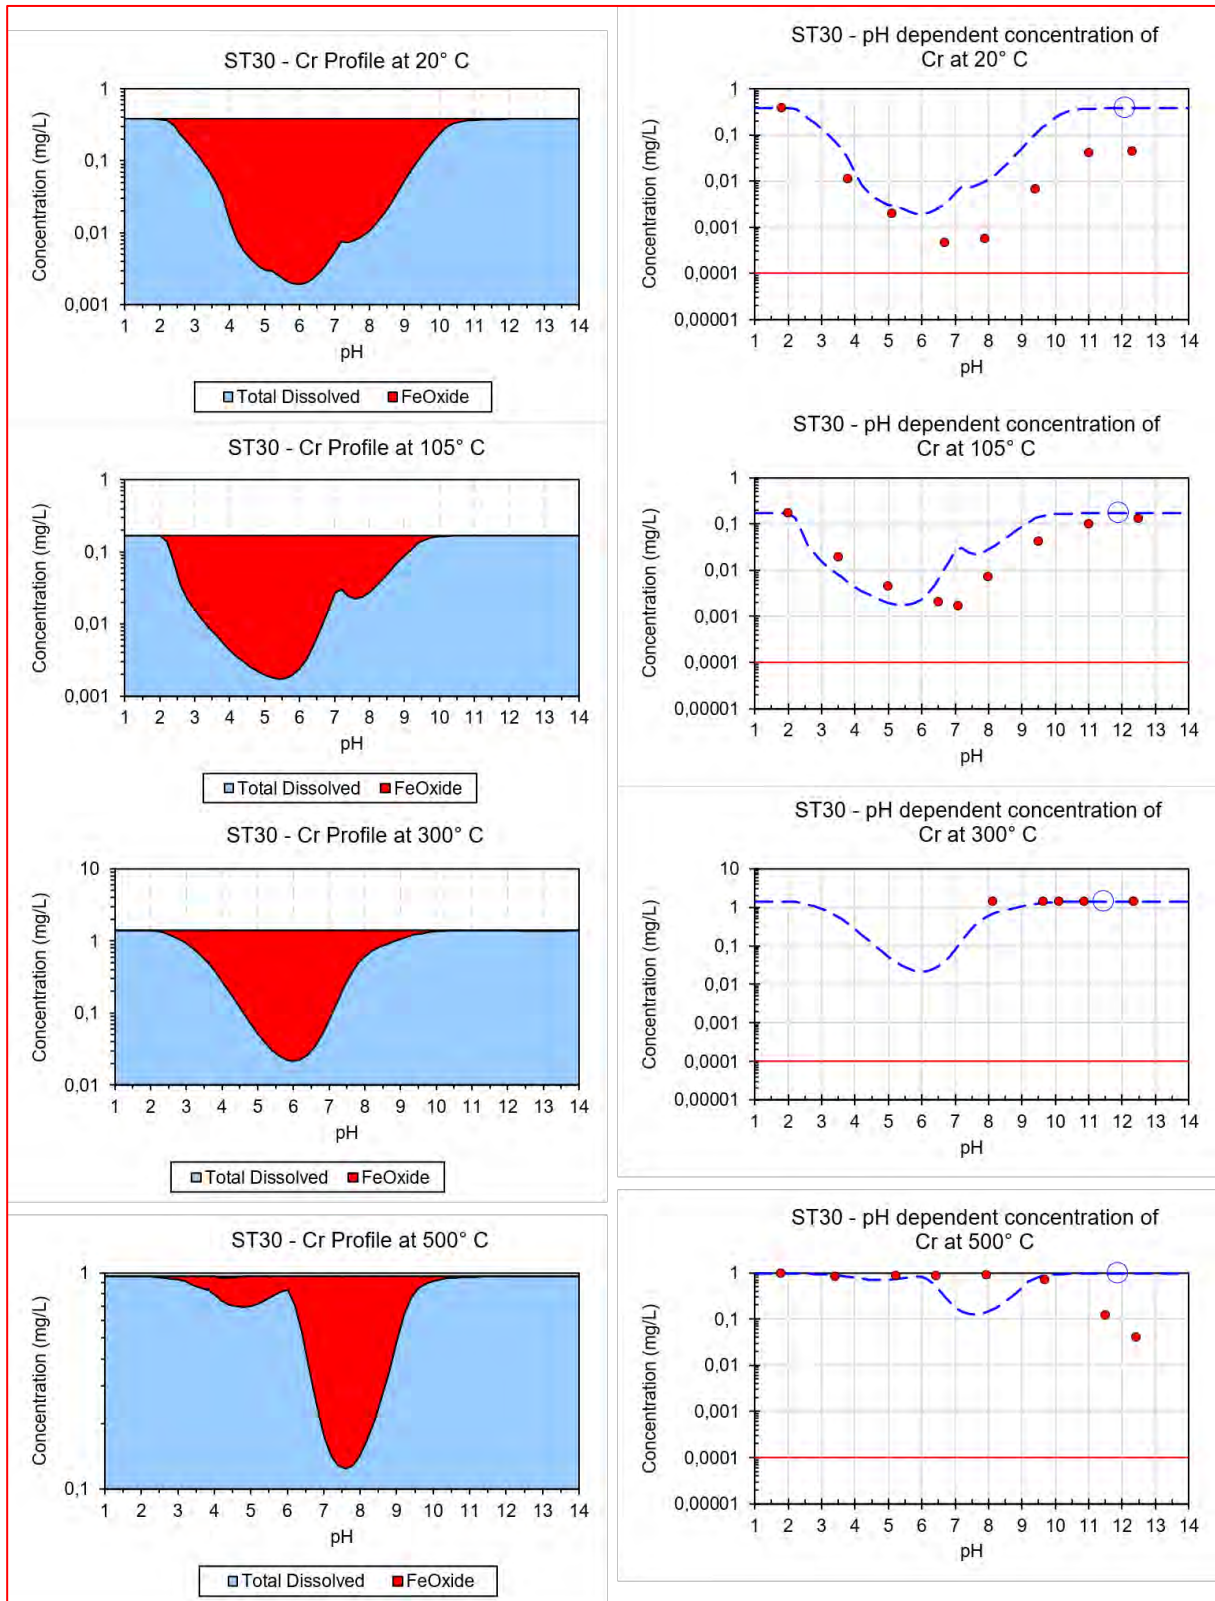 ST30 - Cr Profile at 20° C
Concentration (mg/L)
1
0,1
0,01
0,001
1 2 3 4 5 6 7 8 9 10 11 12 13 14
pH
Total Dissolved FeOxide
ST30 - pH dependent concentration of
Cr at 20° C
Concentration (mg/L)
1
0,1
0,01
0,001
0,0001
0,00001
1 2 3 4 5 6 7 8 9 10 11 12 13 14
pH
ST30 - Cr Profile at 105° C
Concentration (mg/L)
1
0,1
0,01
0,001
1 2 3 4 5 6 7 8 9 10 11 12 13 14
pH
Total Dissolved FeOxide
ST30 - pH dependent concentration of
Cr at 105° C
Concentration (mg/L)
1
0,1
0,01
0,001
0,0001
0,00001
1 2 3 4 5 6 7 8 9 10 11 12 13 14
pH
ST30 - Cr Profile at 300° C
Concentration (mg/L)
10
1
0,1
0,01
1 2 3 4 5 6 7 8 9 10 11 12 13 14
pH
Total Dissolved FeOxide
ST30 - pH dependent concentration of
Cr at 300° C
Concentration (mg/L)
10
1
0,1
0,01
0,001
0,0001
0,00001
1 2 3 4 5 6 7 8 9 10 11 12 13 14
pH
ST30 - Cr Profile at 500° C
Concentration (mg/L)
1
0,1
1 2 3 4 5 6 7 8 9 10 11 12 13 14
pH
Total Dissolved FeOxide
ST30 - pH dependent concentration of
Cr at 500° C
Concentration (mg/L)
1
0,1
0,01
0,001
0,0001
0,00001
1 2 3 4 5 6 7 8 9 10 11 12 13 14
pH